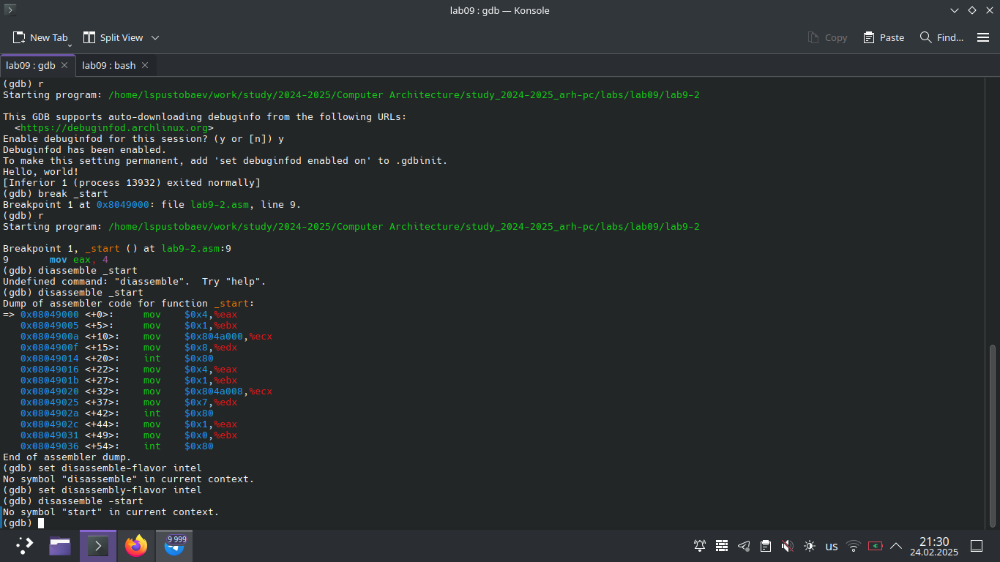 lab09 : gdb — Konsole
New Tab
Split View
Copy
Paste
Find...
lab09 : gdb
lab09 : bash
(gdb) r
Starting program: /home/lspustobaev/work/study/2024-2025/Computer Architecture/study_2024-2025_arh-pc/labs/lab09/lab9-2
This GDB supports auto-downloading debuginfo from the following URLs:
<https://debuginfod.archlinux.org>
Enable debuginfod for this session? (y or [n]) y
Debuginfod has been enabled.
To make this setting permanent, add 'set debuginfod enabled on' to .gdbinit.
Hello, world!
[Inferior 1 (process 13932) exited normally]
(gdb) break _start
Breakpoint 1 at 0x8049000: file lab9-2.asm, line 9.
(gdb) r
Starting program: /home/lspustobaev/work/study/2024-2025/Computer Architecture/study_2024-2025_arh-pc/labs/lab09/lab9-2
Breakpoint 1, _start () at lab9-2.asm:9
9 mov eax, 4
(gdb) diassemble _start
Undefined command: "diassemble". Try "help".
(gdb) disassemble _start
Dump of assembler code for function _start:
=> 0x08049000 <+0>: mov $0x4,%eax
0x08049005 <+5>: mov $0x1,%ebx
0x0804900a <+10>: mov $0x804a000,%ecx
0x0804900f <+15>: mov $0x8,%edx
0x08049014 <+20>: int $0x80
0x08049016 <+22>: mov $0x4,%eax
0x0804901b <+27>: mov $0x1,%ebx
0x08049020 <+32>: mov $0x804a008,%ecx
0x08049025 <+37>: mov $0x7,%edx
0x0804902a <+42>: int $0x80
0x0804902c <+44>: mov $0x1,%eax
0x08049031 <+49>: mov $0x0,%ebx
0x08049036 <+54>: int $0x80
End of assembler dump.
(gdb) set disassemble-flavor intel
No symbol "disassemble" in current context.
(gdb) set disassembly-flavor intel
(gdb) disassemble -start
No symbol "start" in current context.
(gdb)
9 999
us
21:30
24.02.2025